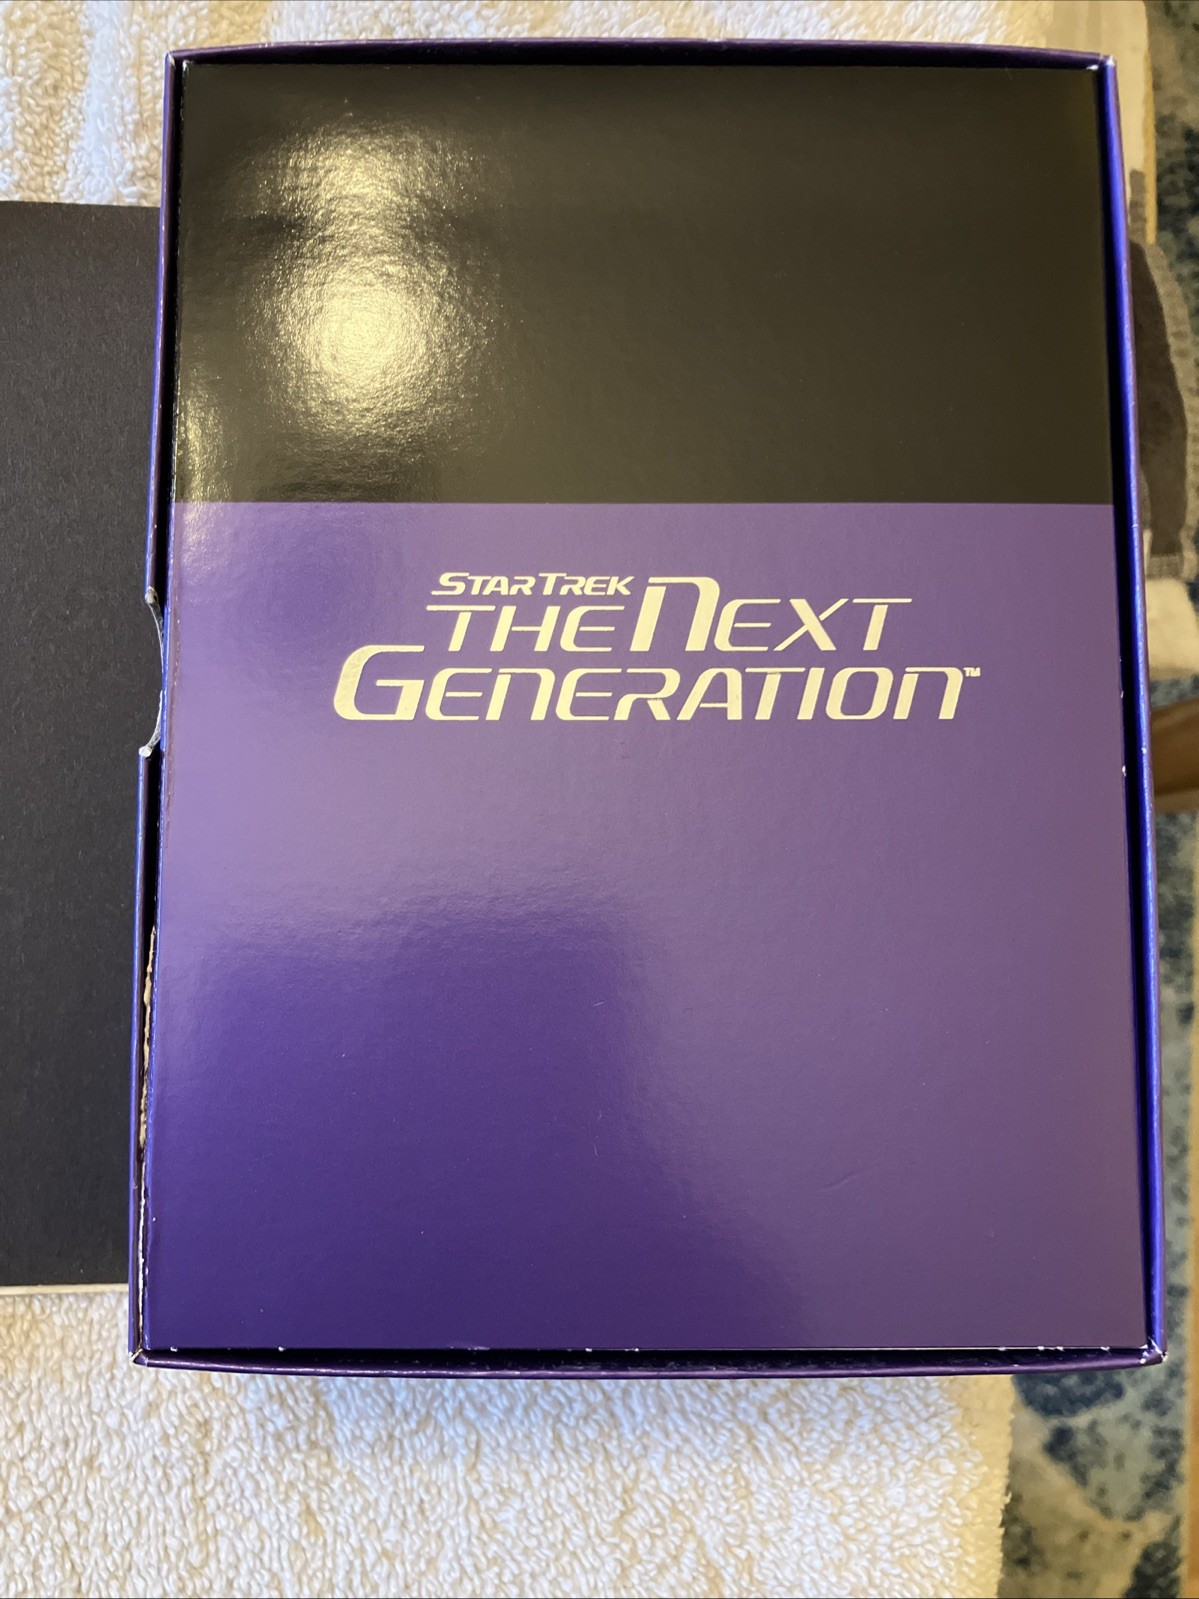 STAR TREK
THE NEXT
GENERATION™